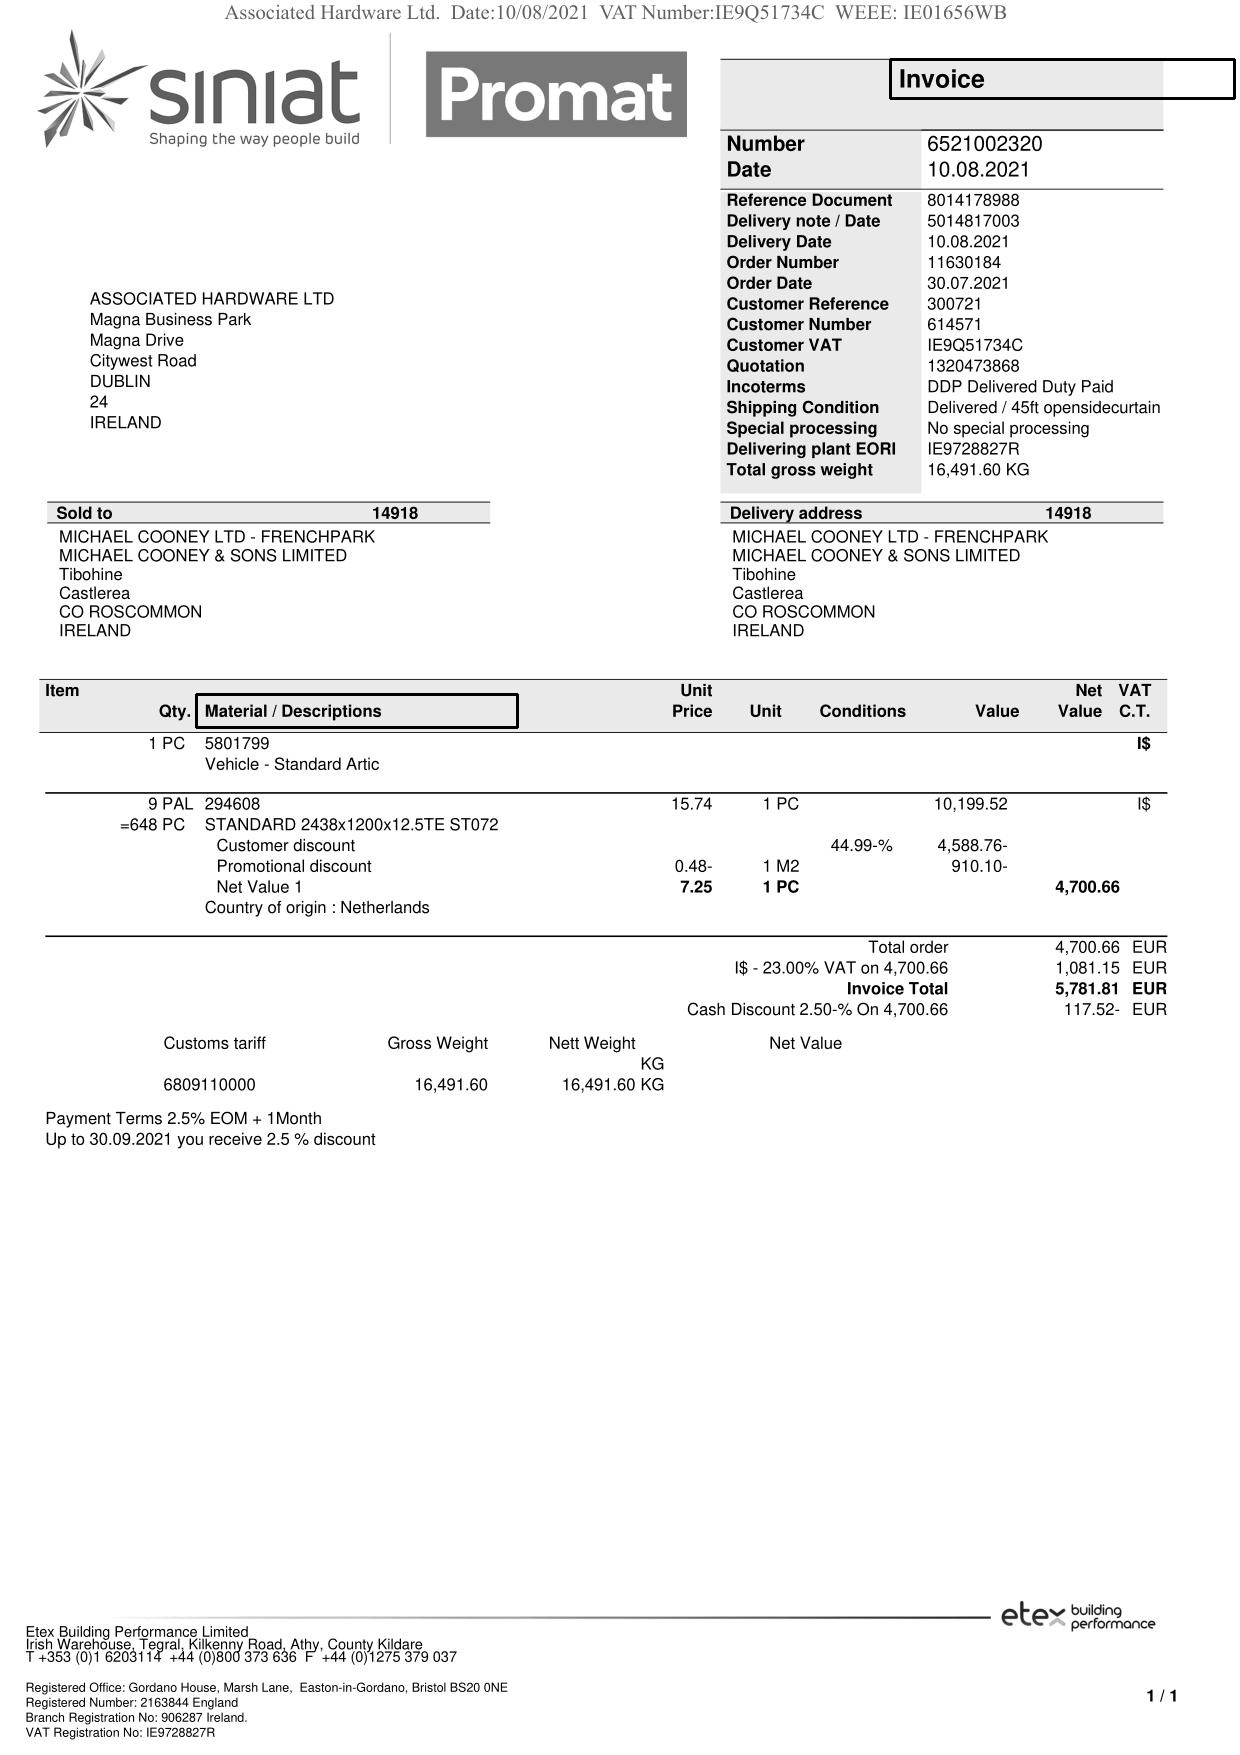 Associated Hardware Ltd. Date:10/08/2021 VAT Number:IE9Q51734C WEEE: IE01656WB
sıııat
Shaping the way people build
Promat
Invoice
Number 6521002320
Date 10.08.2021
Reference Document 8014178988
Delivery note / Date 5014817003
Delivery Date 10.08.2021
Order Number 11630184
Order Date 30.07.2021
Customer Reference 300721
Customer Number 614571
Customer VAT IE9Q51734C
Quotation 1320473868
Incoterms DDP Delivered Duty Paid
Shipping Condition Delivered / 45ft opensidecurtain
Special processing No special processing
Delivering plant EORI IE9728827R
Total gross weight 16,491.60 KG
ASSOCIATED HARDWARE LTD
Magna Business Park
Magna Drive
Citywest Road
DUBLIN
24
IRELAND
Sold to 14918
MICHAEL COONEY LTD - FRENCHPARK
MICHAEL COONEY & SONS LIMITED
Tibohine
Castlerea
CO ROSCOMMON
IRELAND
Delivery address 14918
MICHAEL COONEY LTD - FRENCHPARK
MICHAEL COONEY & SONS LIMITED
Tibohine
Castlerea
CO ROSCOMMON
IRELAND
Item Unit Net VAT
Qty. Material / Descriptions Price Unit Conditions Value Value C.T.
1 PC 5801799 I$
Vehicle - Standard Artic
9 PAL 294608 15.74 1 PC 10,199.52 I$
=648 PC STANDARD 2438x1200x12.5TE ST072
Customer discount 44.99-% 4,588.76-
Promotional discount 0.48- 1 M2 910.10-
Net Value 1 7.25 1 PC 4,700.66
Country of origin : Netherlands
Total order 4,700.66 EUR
I$ - 23.00% VAT on 4,700.66 1,081.15 EUR
Invoice Total 5,781.81 EUR
Cash Discount 2.50-% On 4,700.66 117.52- EUR
Customs tariff Gross Weight Nett Weight Net Value
KG
6809110000 16,491.60 16,491.60 KG
Payment Terms 2.5% EOM + 1Month
Up to 30.09.2021 you receive 2.5 % discount
etex building performance
Etex Building Performance Limited
Irish Warehouse, Tegral, Kilkenny Road, Athy, County Kildare
T +353 (0)1 6203114 +44 (0)800 373 636 F +44 (0)1275 379 037
Registered Office: Gordano House, Marsh Lane, Easton-in-Gordano, Bristol BS20 0NE
Registered Number: 2163844 England
Branch Registration No: 906287 Ireland.
VAT Registration No: IE9728827R
1 / 1